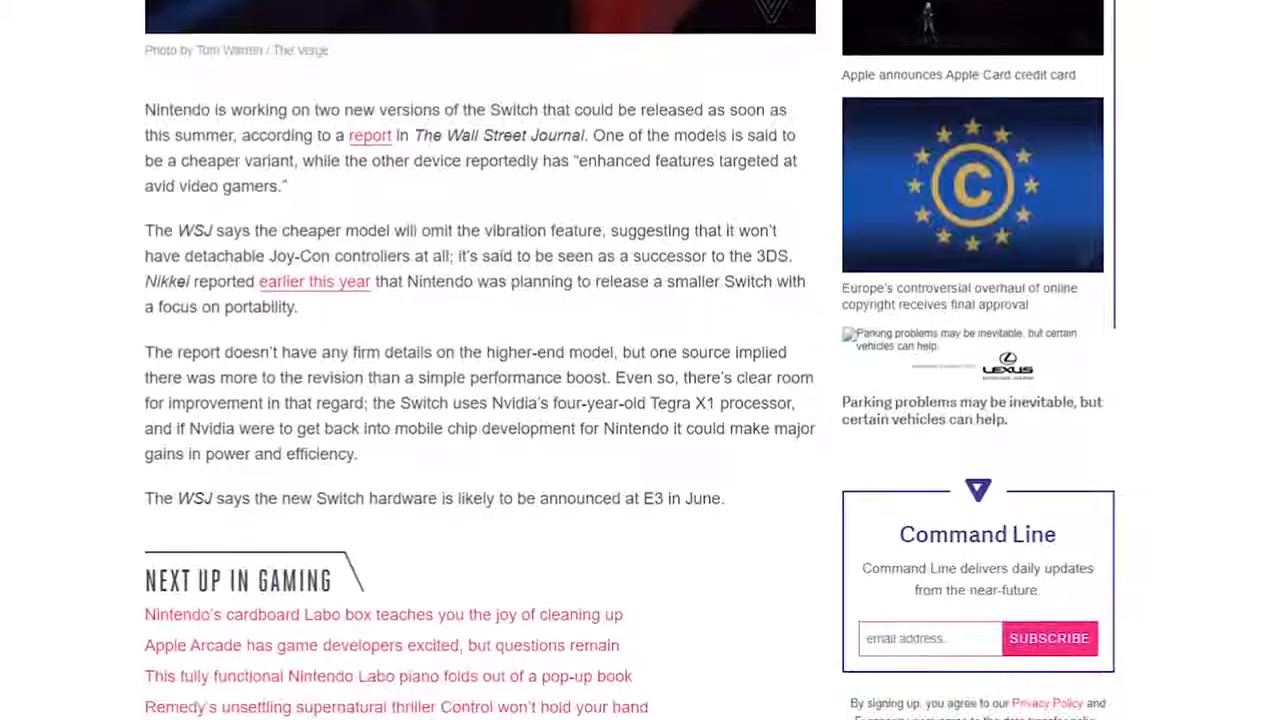 Photo by Tom Warren / The Verge
Nintendo is working on two new versions of the Switch that could be released as soon as
this summer, according to a report in The Wall Street Journal. One of the models is said to
be a cheaper variant, while the other device reportedly has "enhanced features targeted at
avid video gamers."
The WSJ says the cheaper model will omit the vibration feature, suggesting that it won't
have detachable Joy-Con controllers at all; it's said to be seen as a successor to the 3DS.
Nikkei reported earlier this year that Nintendo was planning to release a smaller Switch with
a focus on portability.
The report doesn't have any firm details on the higher-end model, but one source implied
there was more to the revision than a simple performance boost. Even so, there's clear room
for improvement in that regard; the Switch uses Nvidia's four-year-old Tegra X1 processor,
and if Nvidia were to get back into mobile chip development for Nintendo it could make major
gains in power and efficiency.
The WSJ says the new Switch hardware is likely to be announced at E3 in June.
NEXT UP IN GAMING
Nintendo's cardboard Labo box teaches you the joy of cleaning up
Apple Arcade has game developers excited, but questions remain
This fully functional Nintendo Labo piano folds out of a pop-up book
Remedy's unsettling supernatural thriller Control won't hold your hand
Apple announces Apple Card credit card
C
Europe's controversial overhaul of online
copyright receives final approval
Parking problems may be inevitable, but certain
vehicles can help.
LEXUS
Parking problems may be inevitable, but
certain vehicles can help.
Command Line
Command Line delivers daily updates
from the near-future.
email address.
SUBSCRIBE
By signing up, you agree to our Privacy Policy and